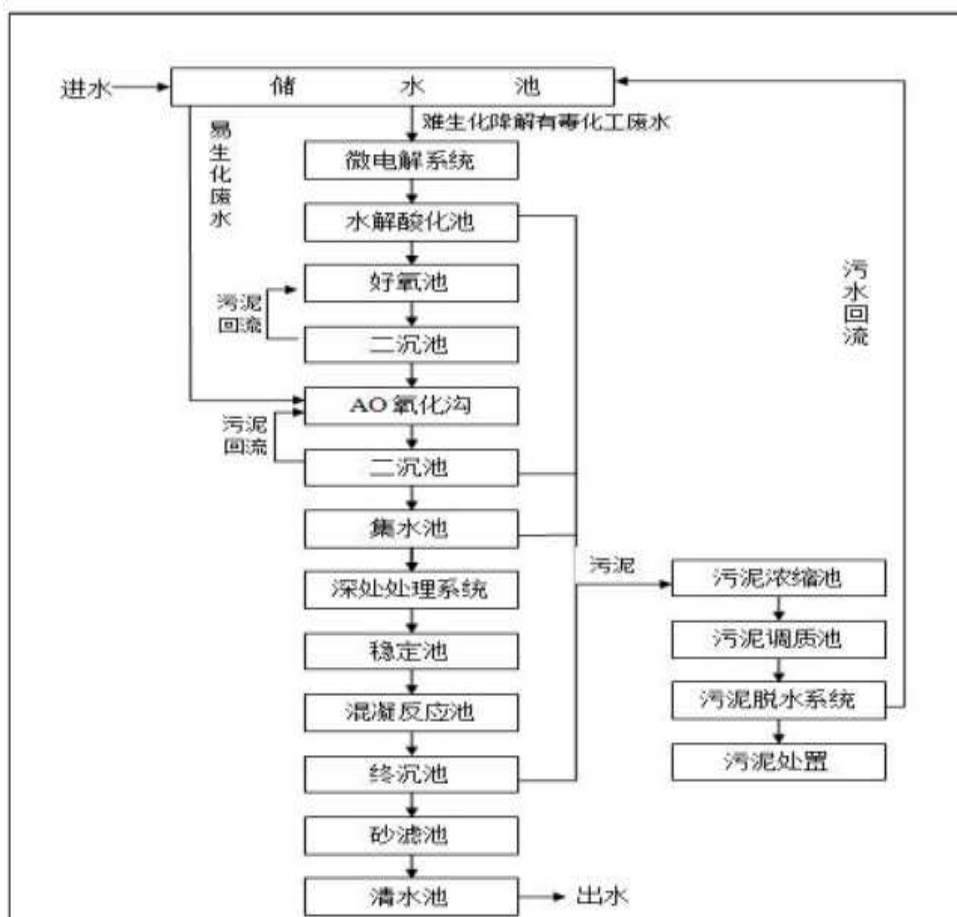 进水
储 水 池
难生化降解有毒化工废水
易生化废水
微电解系统
水解酸化池
好氧池
污泥
回流
二沉池
AO氧化沟
污泥
回流
二沉池
集水池
深处处理系统
稳定池
混凝反应池
终沉池
砂滤池
清水池
出水
污泥
污泥浓缩池
污泥调质池
污泥脱水系统
污泥处置
污水回流